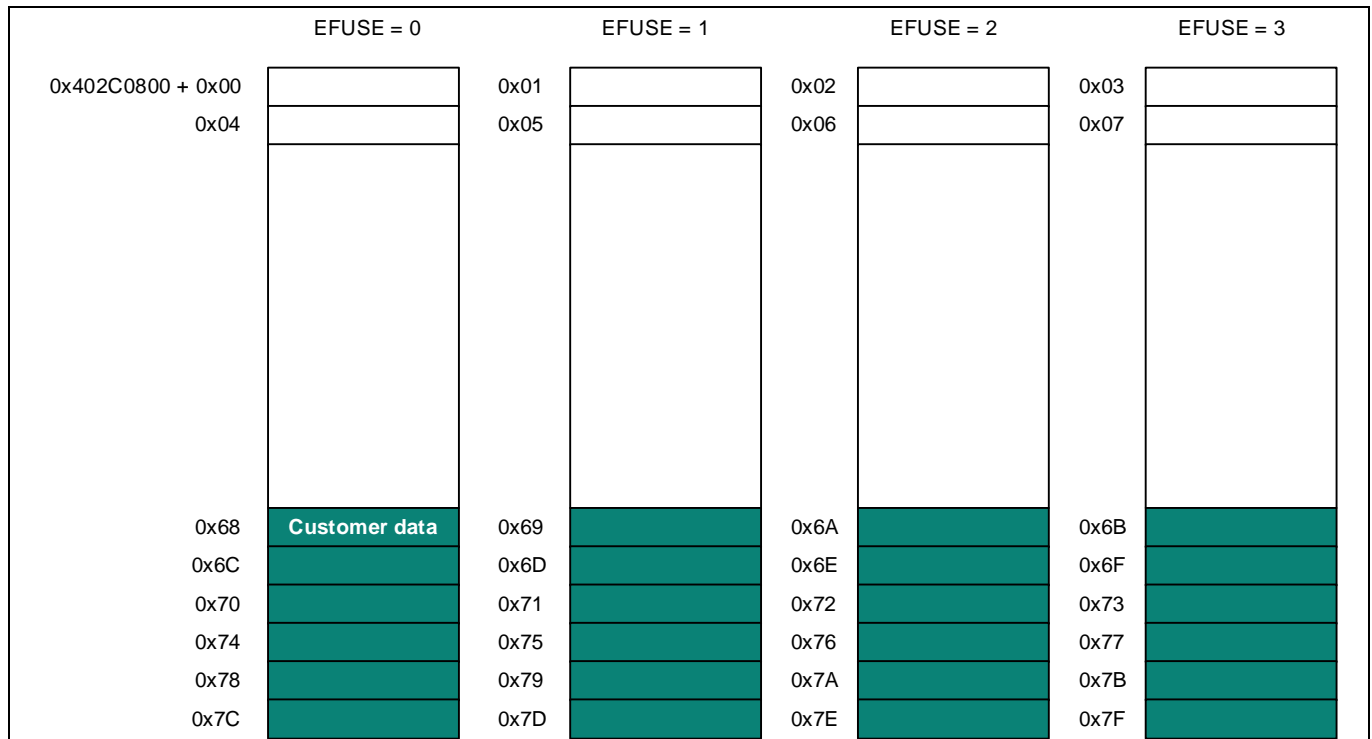 EFUSE = 0 EFUSE = 1 EFUSE = 2 EFUSE = 3
0x402C0800 + 0x00 0x01 0x02 0x03
0x04 0x05 0x06 0x07
0x68 Customer data 0x69 0x6A 0x6B
0x6C 0x6D 0x6E 0x6F
0x70 0x71 0x72 0x73
0x74 0x75 0x76 0x77
0x78 0x79 0x7A 0x7B
0x7C 0x7D 0x7E 0x7F